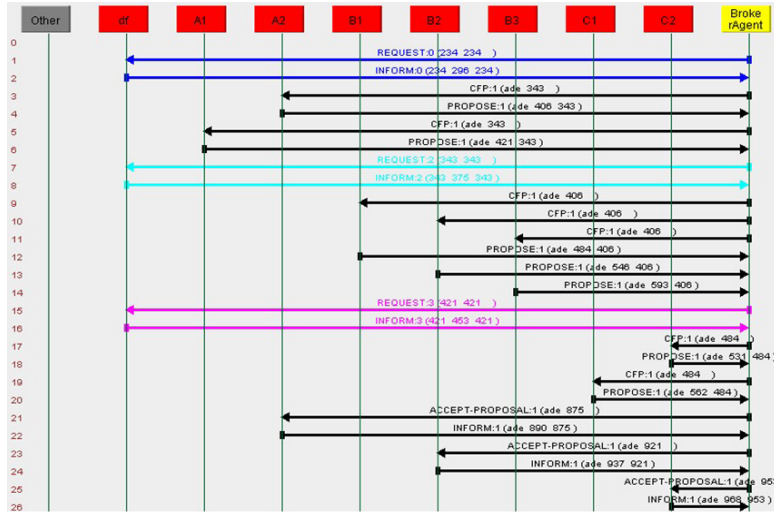 Other df A1 A2 B1 B2 B3 C1 C2 Broke
rAgent
0
1 REQUEST:0 (234 234 )
2 INFORM:0 (234 296 234)
3 CFP:1 (ade 343 )
4 PROPOSE:1 (ade 406 343)
5 CFP:1 (ade 343 )
6 PROPOSE:1 (ade 421 343)
7 REQUEST:2 (343 343 )
8 INFORM:2 (343 375 343)
9 CFP:1 (ade 406 )
10 CFP:1 (ade 406 )
11 CFP:1 (ade 406 )
12 PROPOSE:1 (ade 484 406)
13 PROPOSE:1 (ade 546 406)
14 PROPOSE:1 (ade 593 406)
15 REQUEST:3 (421 421 )
16 INFORM:3 (421 453 421)
17 CFP:1 (ade 484 )
18 PROPOSE:1 (ade 531 484)
19 CFP:1 (ade 484 )
20 PROPOSE:1 (ade 562 484)
21 ACCEPT-PROPOSAL:1 (ade 875 )
22 INFORM:1 (ade 890 875)
23 ACCEPT-PROPOSAL:1 (ade 921 )
24 INFORM:1 (ade 937 921)
25 ACCEPT-PROPOSAL:1 (ade 953
26 INFORM:1 (ade 968 953)